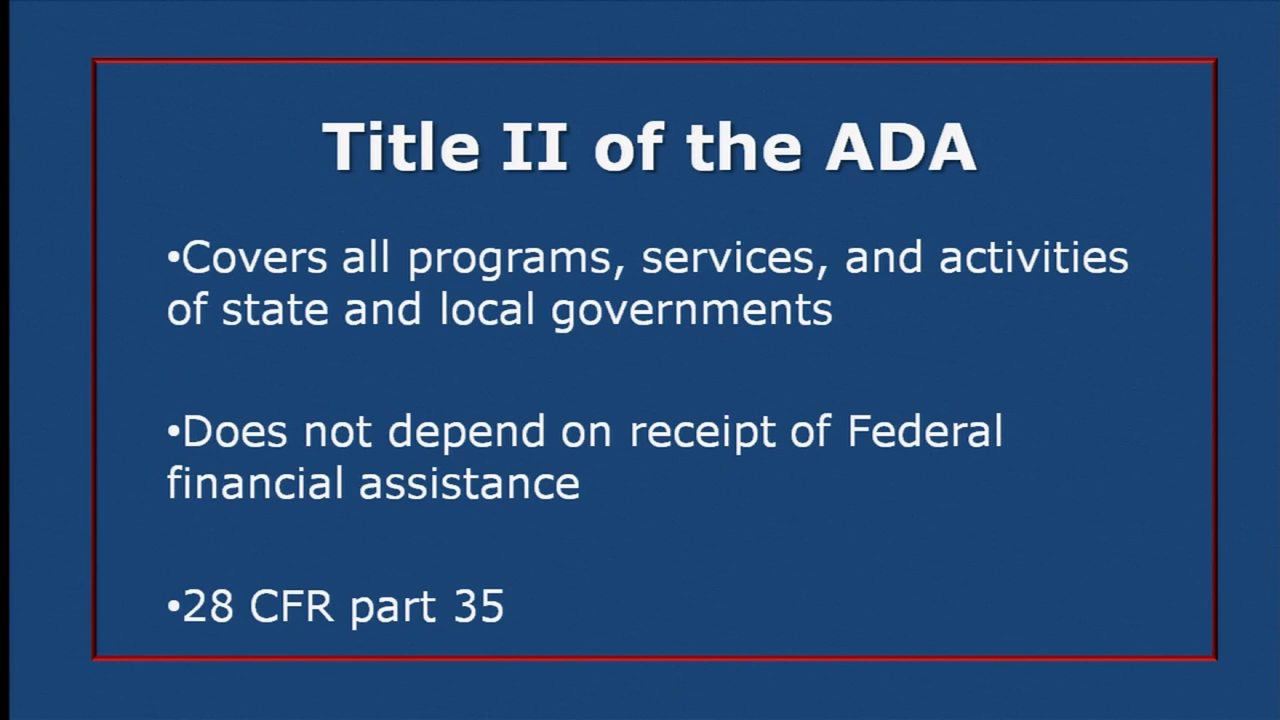 Title II of the ADA
•Covers all programs, services, and activities
of state and local governments
•Does not depend on receipt of Federal
financial assistance
•28 CFR part 35